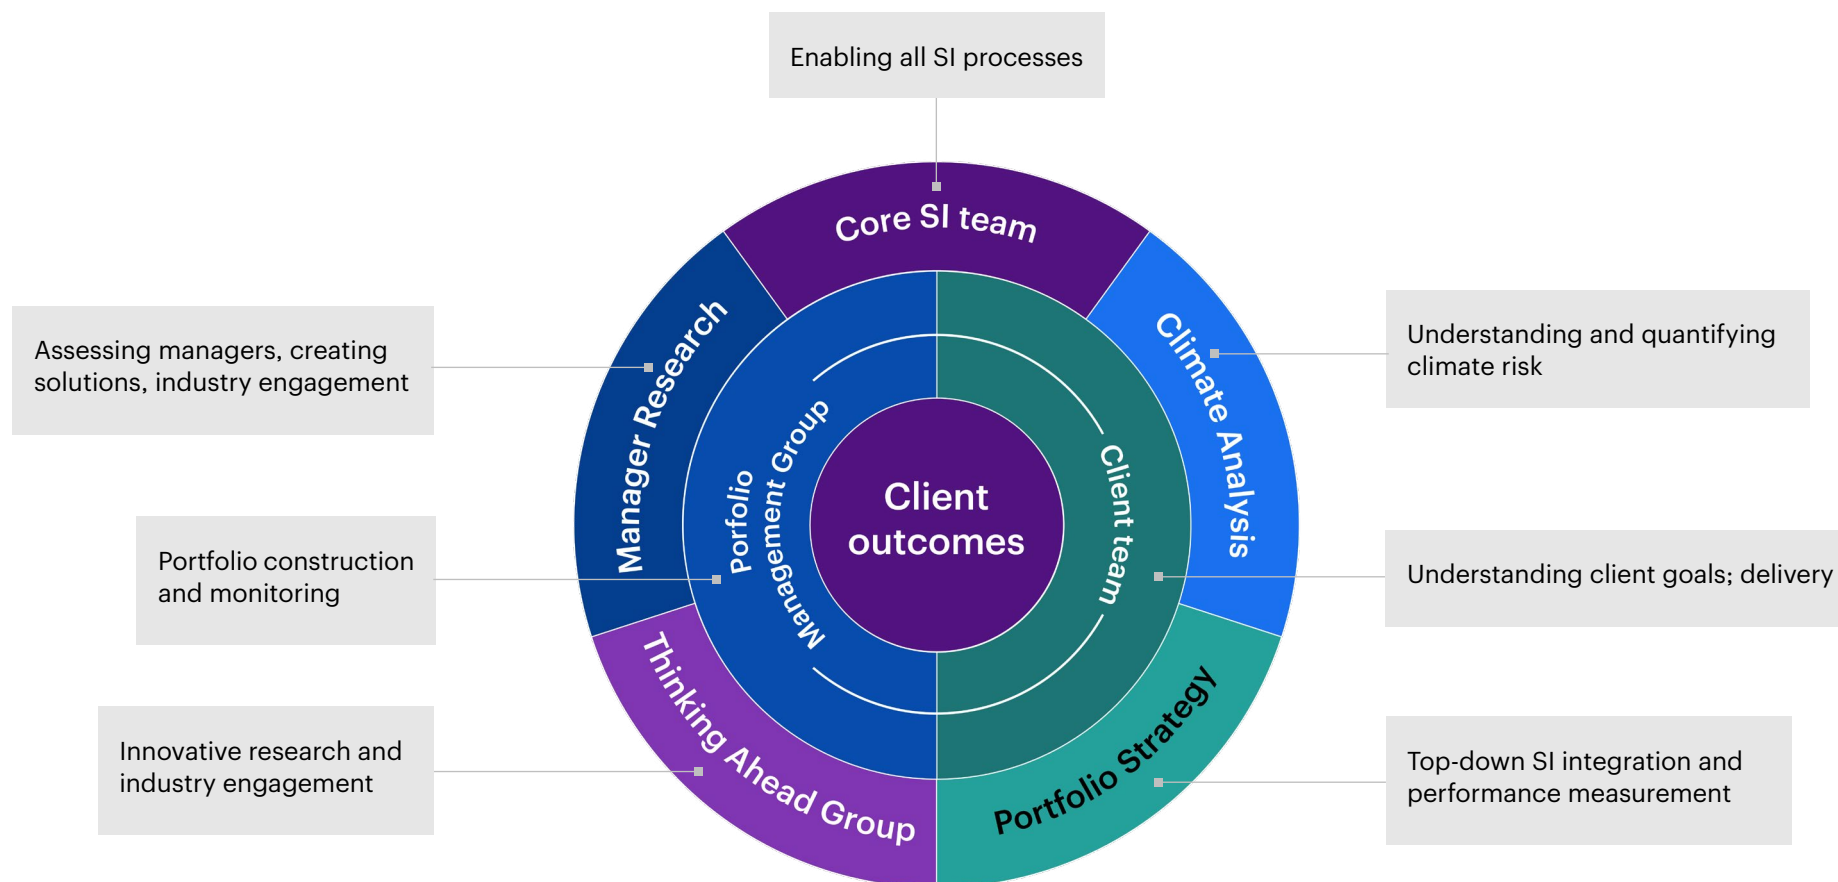 Enabling all SI processes
Core SI team
Manager Research
Climate Analysis
Assessing managers, creating
solutions, industry engagement
Understanding and quantifying
climate risk
Porfolio
Management Group
Client
outcomes
Client team
Portfolio construction
and monitoring
Understanding client goals; delivery
Thinking Ahead Group
Portfolio Strategy
Innovative research and
industry engagement
Top-down SI integration and
performance measurement